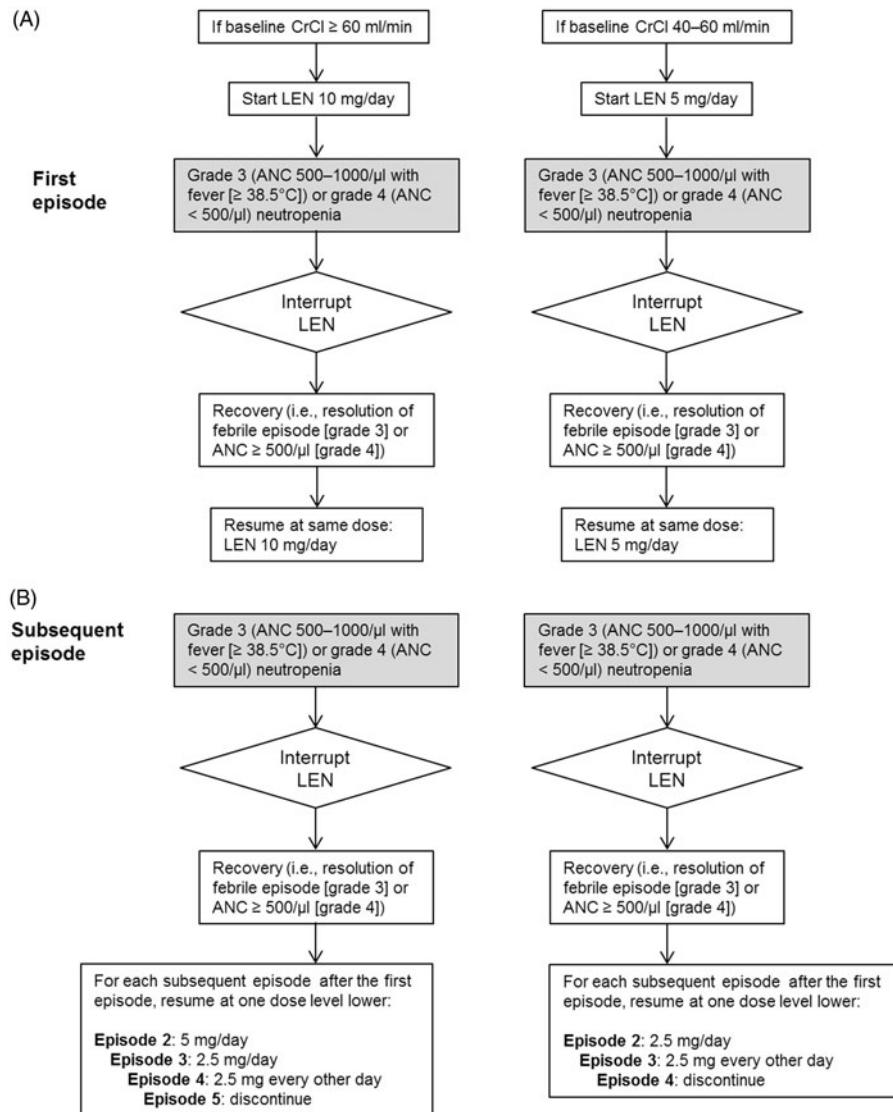 (A)
If baseline CrCl ≥ 60 ml/min
If baseline CrCl 40–60 ml/min
Start LEN 10 mg/day
Start LEN 5 mg/day
First
episode
Grade 3 (ANC 500–1000/µl with
fever [≥ 38.5°C]) or grade 4 (ANC
< 500/µl) neutropenia
Grade 3 (ANC 500–1000/µl with
fever [≥ 38.5°C]) or grade 4 (ANC
< 500/µl) neutropenia
Interrupt
LEN
Interrupt
LEN
Recovery (i.e., resolution of
febrile episode [grade 3] or
ANC ≥ 500/µl [grade 4])
Recovery (i.e., resolution of
febrile episode [grade 3] or
ANC ≥ 500/µl [grade 4])
Resume at same dose:
LEN 10 mg/day
Resume at same dose:
LEN 5 mg/day
(B)
Subsequent
episode
Grade 3 (ANC 500–1000/µl with
fever [≥ 38.5°C]) or grade 4 (ANC
< 500/µl) neutropenia
Grade 3 (ANC 500–1000/µl with
fever [≥ 38.5°C]) or grade 4 (ANC
< 500/µl) neutropenia
Interrupt
LEN
Interrupt
LEN
Recovery (i.e., resolution of
febrile episode [grade 3] or
ANC ≥ 500/µl [grade 4])
Recovery (i.e., resolution of
febrile episode [grade 3] or
ANC ≥ 500/µl [grade 4])
For each subsequent episode after the first
episode, resume at one dose level lower:
Episode 2: 5 mg/day
Episode 3: 2.5 mg/day
Episode 4: 2.5 mg every other day
Episode 5: discontinue
For each subsequent episode after the first
episode, resume at one dose level lower:
Episode 2: 2.5 mg/day
Episode 3: 2.5 mg every other day
Episode 4: discontinue